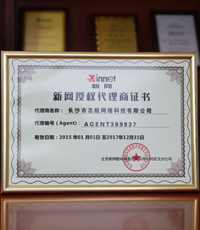 Xinnet
新网
新网授权代理商证书
代理商名称：长沙市志航网络科技有限公司
代理编号(Agent)：AGENT389937
有效日期：2015年01月01日至2017年12月31日